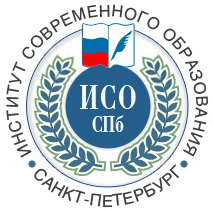 ИНСТИТУТ СОВРЕМЕННОГО ОБРАЗОВАНИЯ
ИСО
СПб
• САНКТ-ПЕТЕРБУРГ •